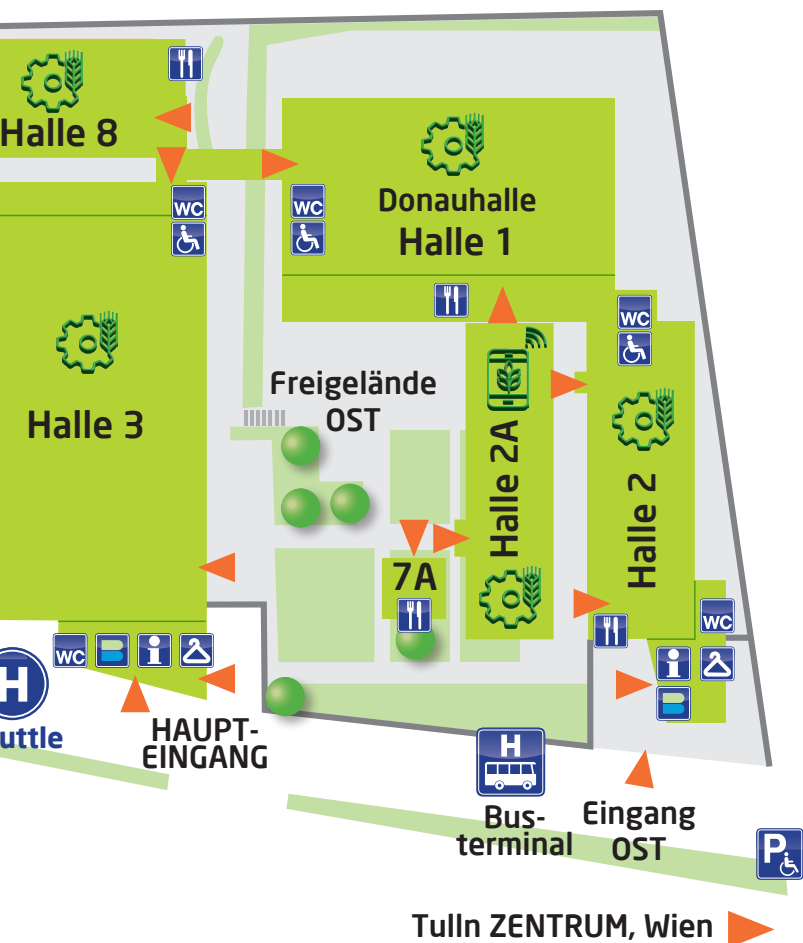 Halle 8
WC
WC
Donauhalle
Halle 1
WC
Freigelände
OST
Halle 3
Halle 2A
Halle 2
7A
WC
WC
H
HAUPT-
EINGANG
H
Bus-
terminal
Eingang
OST
P
Tulln ZENTRUM, Wien